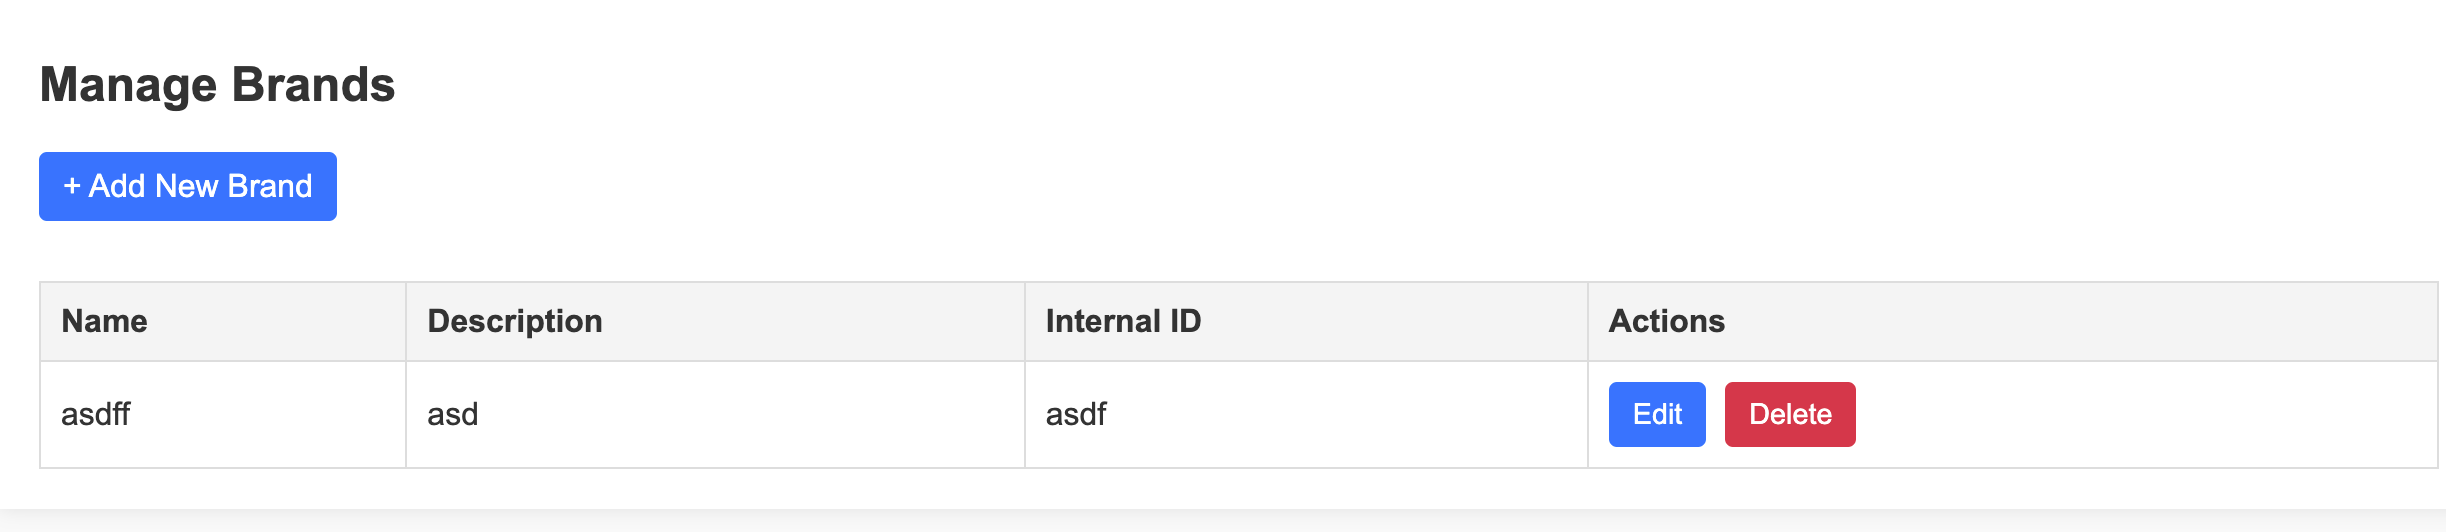 Manage Brands
+ Add New Brand
Name Description Internal ID Actions
asdff asd asdf Edit Delete